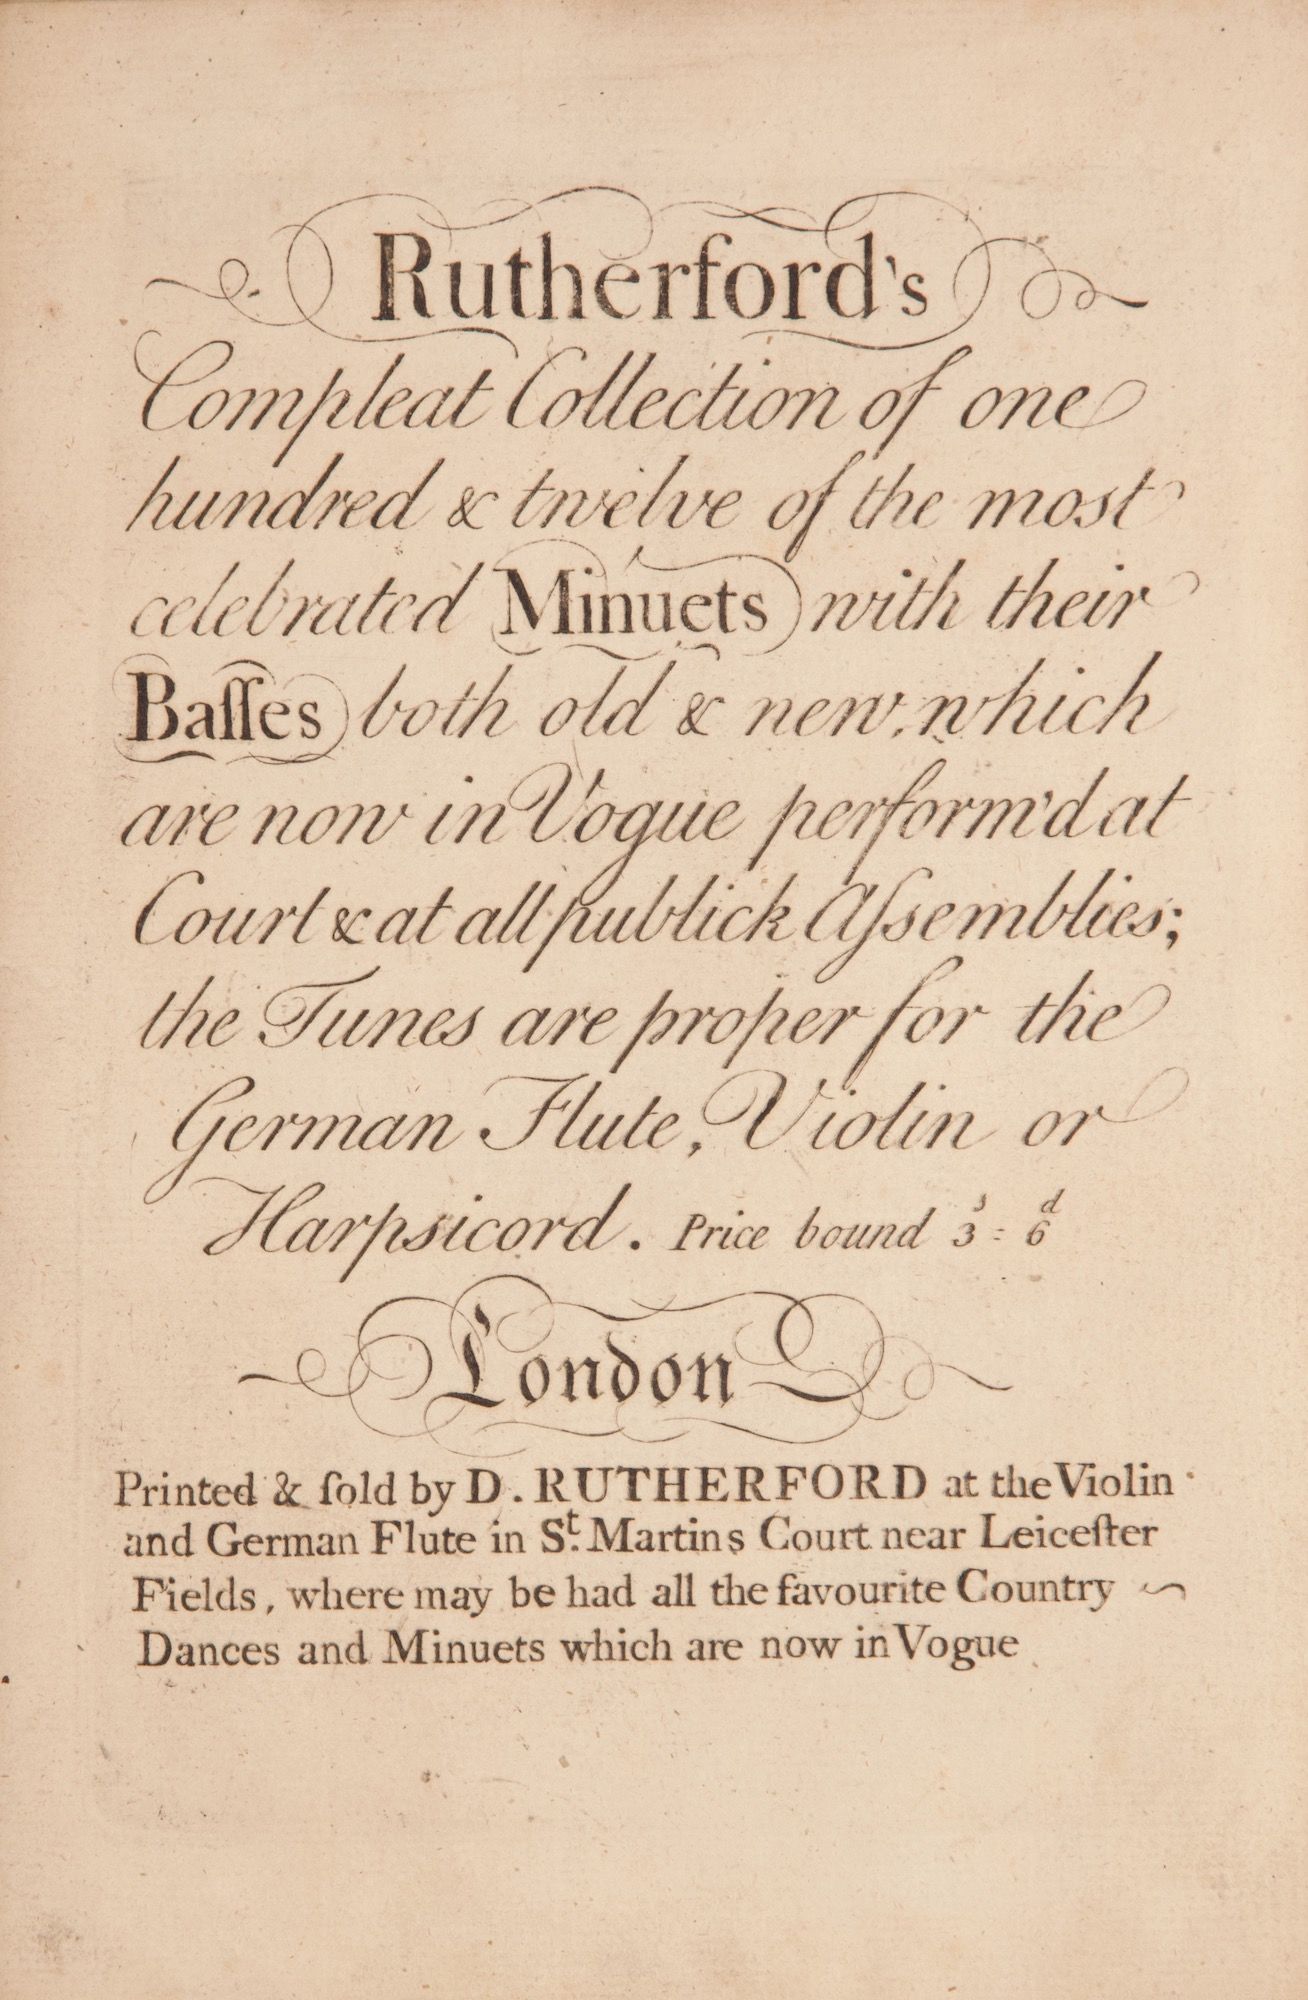 Rutherford's
Compleat Collection of one
hundred & twelve of the most
celebrated Minuets with their
Baſſes both old & new, which
are now in Vogue perform'd at
Court & at all publick Aſsemblies;
the Tunes are proper for the
German Flute, Violin or
Harpsicord. Price bound 3s = 6d
London
Printed & ſold by D. RUTHERFORD at the Violin
and German Flute in St. Martins Court near Leiceſter
Fields, where may be had all the favourite Country
Dances and Minuets which are now in Vogue